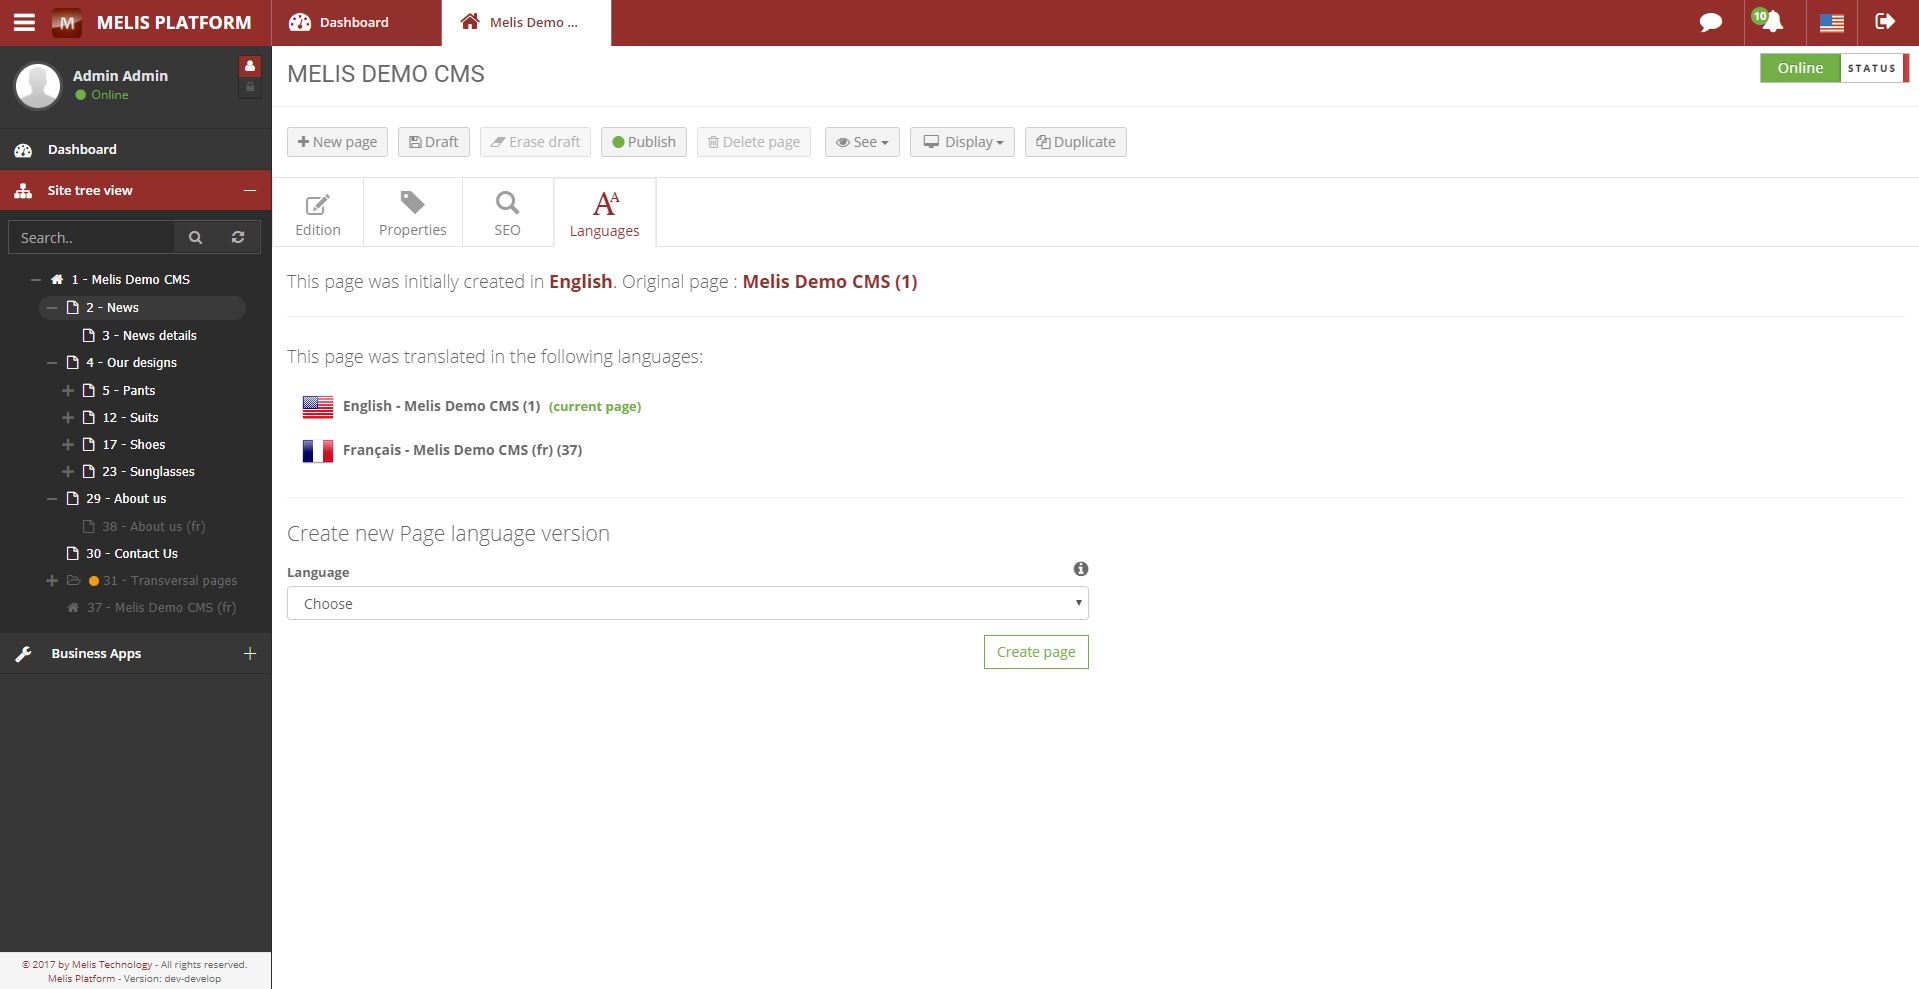 MELIS PLATFORM
Dashboard
Melis Demo ...
10
Admin Admin
Online
MELIS DEMO CMS
Online
STATUS
Dashboard
New page
Draft
Erase draft
Publish
Delete page
See
Display
Duplicate
Site tree view
Edition
Properties
SEO
Languages
Search..
1 - Melis Demo CMS
2 - News
3 - News details
4 - Our designs
5 - Pants
12 - Suits
17 - Shoes
23 - Sunglasses
29 - About us
38 - About us (fr)
30 - Contact Us
31 - Transversal pages
37 - Melis Demo CMS (fr)
Business Apps
This page was initially created in English. Original page : Melis Demo CMS (1)
This page was translated in the following languages:
English - Melis Demo CMS (1) (current page)
Français - Melis Demo CMS (fr) (37)
Create new Page language version
Language
Choose
Create page
© 2017 by Melis Technology - All rights reserved.
Melis Platform - Version: dev-develop